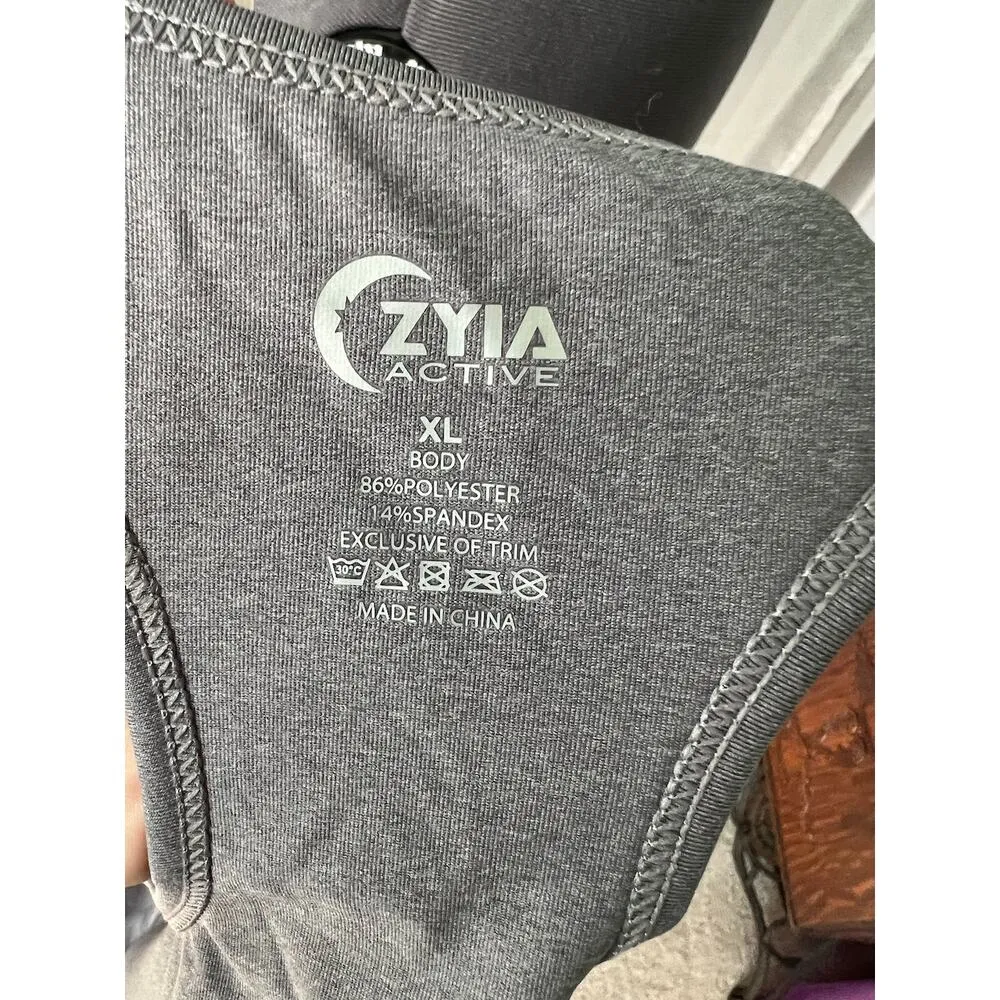 ZYIA
ACTIVE
XL
BODY
86%POLYESTER
14%SPANDEX
EXCLUSIVE OF TRIM
30°C
MADE IN CHINA